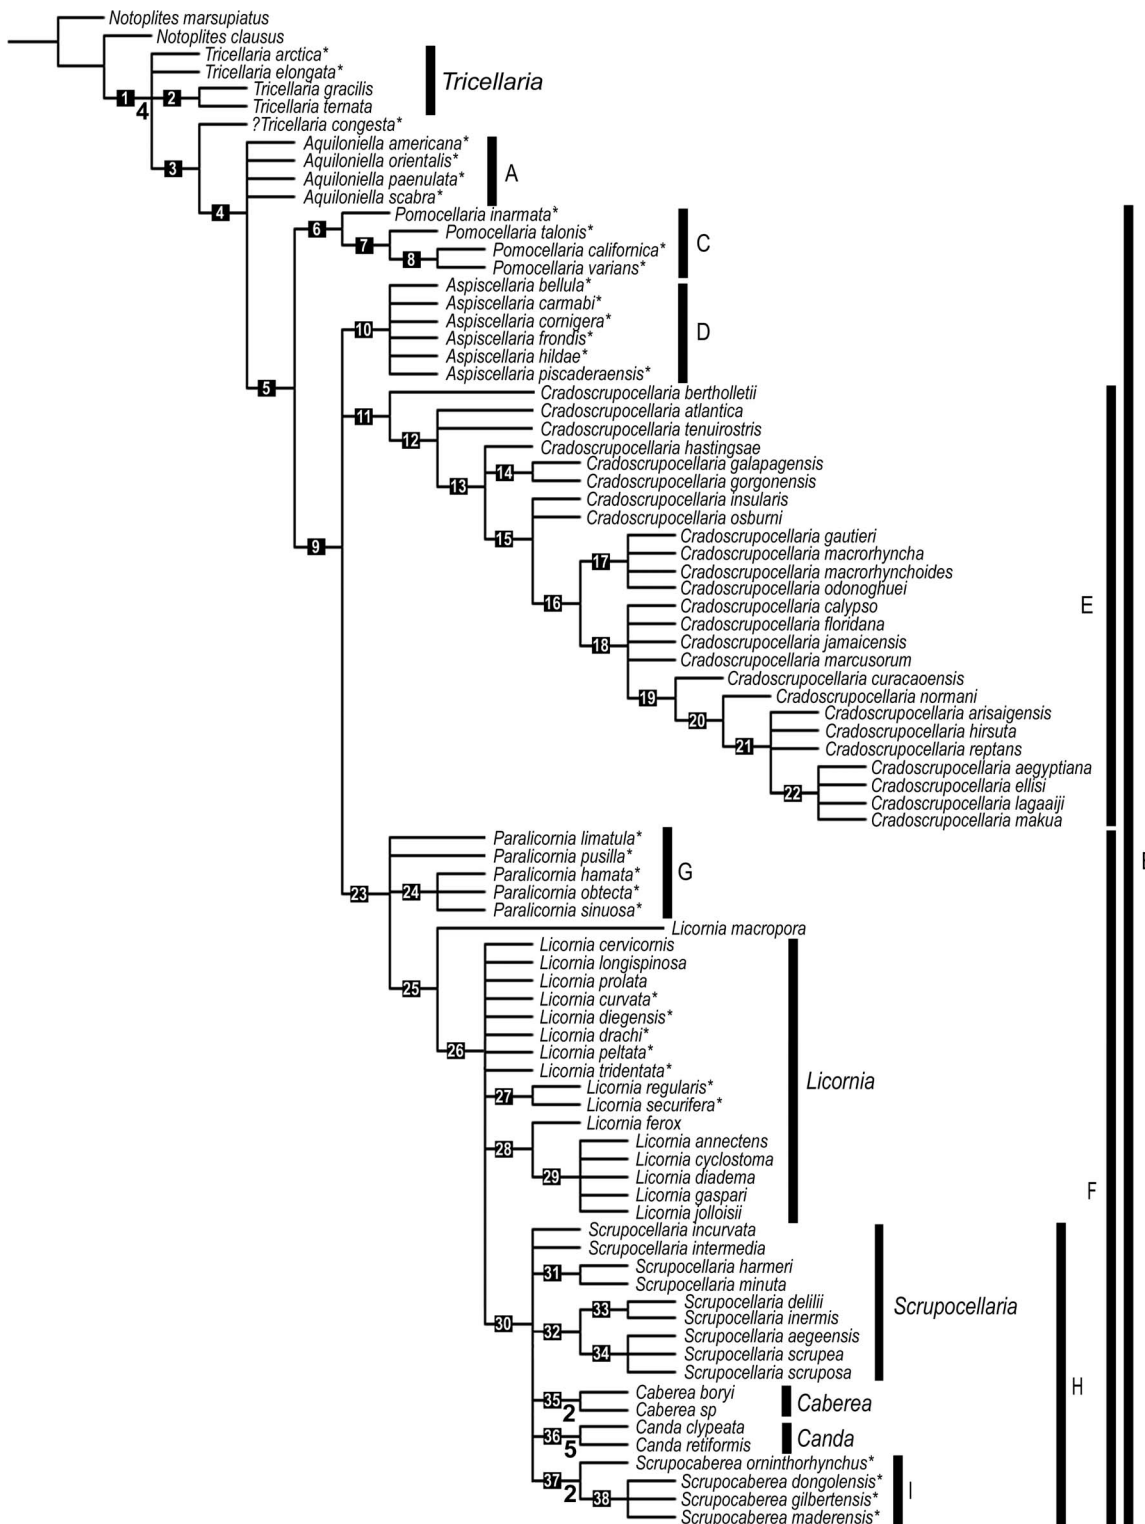 Notoplites marsupiatus
Notoplites clausus
Tricellaria arctica*
Tricellaria elongata*
Tricellaria
1
4
2
Tricellaria gracilis
Tricellaria ternata
?Tricellaria congesta*
3
Aquiloniella americana*
Aquiloniella orientalis*
A
Aquiloniella paenulata*
Aquiloniella scabra*
4
6
Pomocellaria inarmata*
Pomocellaria talonis*
C
7
8
Pomocellaria californica*
Pomocellaria varians*
Aspiscellaria bellula*
Aspiscellaria carmabi*
Aspiscellaria cornigera*
10
D
Aspiscellaria frondis*
Aspiscellaria hildae*
Aspiscellaria piscaderaensis*
5
Cradoscrupocellaria bertholletii
11
Cradoscrupocellaria atlantica
Cradoscrupocellaria tenuirostris
12
Cradoscrupocellaria hastingsae
14
Cradoscrupocellaria galapagensis
Cradoscrupocellaria gorgonensis
13
Cradoscrupocellaria insularis
Cradoscrupocellaria osburni
15
9
Cradoscrupocellaria gautieri
Cradoscrupocellaria macrorhyncha
17
Cradoscrupocellaria macrorhynchoides
Cradoscrupocellaria odonoghuei
16
Cradoscrupocellaria calypso
E
Cradoscrupocellaria floridana
18
Cradoscrupocellaria jamaicensis
Cradoscrupocellaria marcusorum
Cradoscrupocellaria curacaoensis
19
Cradoscrupocellaria normani
20
Cradoscrupocellaria arisaigensis
Cradoscrupocellaria hirsuta
21
Cradoscrupocellaria reptans
Cradoscrupocellaria aegyptiana
Cradoscrupocellaria ellisi
22
Cradoscrupocellaria lagaaiji
Cradoscrupocellaria makua
Paralicornia limatula*
Paralicornia pusilla*
Paralicornia hamata*
G
23
24
Paralicornia obtecta*
Paralicornia sinuosa*
Licornia macropora
Licornia cervicornis
Licornia longispinosa
Licornia prolata
25
Licornia curvata*
Licornia diegensis*
Licornia drachi*
26
Licornia peltata*
Licornia tridentata*
Licornia
Licornia regularis*
27
Licornia securifera*
Licornia ferox
28
Licornia annectens
Licornia cyclostoma
29
Licornia diadema
Licornia gaspari
F
Licornia jolloisii
Scrupocellaria incurvata
Scrupocellaria intermedia
31
Scrupocellaria harmeri
Scrupocellaria minuta
33
Scrupocellaria delilii
Scrupocellaria
Scrupocellaria inermis
30
32
Scrupocellaria aegeensis
34
Scrupocellaria scrupea
Scrupocellaria scruposa
H
35
2
Caberea boryi
Caberea sp
Caberea
36
5
Canda clypeata
Canda retiformis
Canda
37
2
Scrupocaberea orninthorhynchus*
Scrupocaberea dongolensis*
I
38
Scrupocaberea gilbertensis*
Scrupocaberea maderensis*